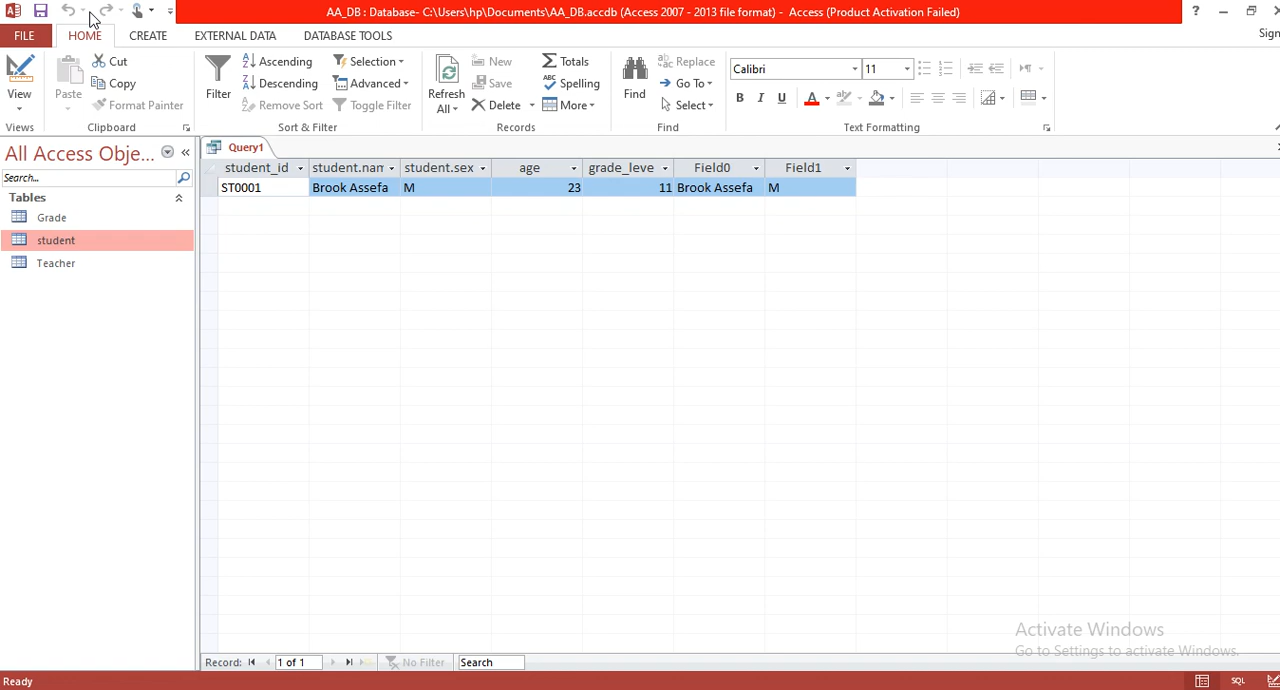 AA_DB : Database- C:\Users\hp\Documents\AA_DB.accdb (Access 2007 - 2013 file format) - Access (Product Activation Failed)
?
FILE HOME CREATE EXTERNAL DATA DATABASE TOOLS
Sign
View
Views
Paste
Cut
Copy
Format Painter
Clipboard
Filter
Ascending
Descending
Remove Sort
Selection
Advanced
Toggle Filter
Sort & Filter
Refresh
All
New
Save
Delete
Totals
Spelling
More
Records
Find
Replace
Go To
Select
Find
Calibri 11
B I U A
Text Formatting
All Access Obje...
Search...
Tables
Grade
student
Teacher
Query1
student_id student.nam student.sex age grade_leve Field0 Field1
ST0001 Brook Assefa M 23 11 Brook Assefa M
Activate Windows
Go to Settings to activate Windows.
Record: 1 of 1 No Filter Search
Ready SQL